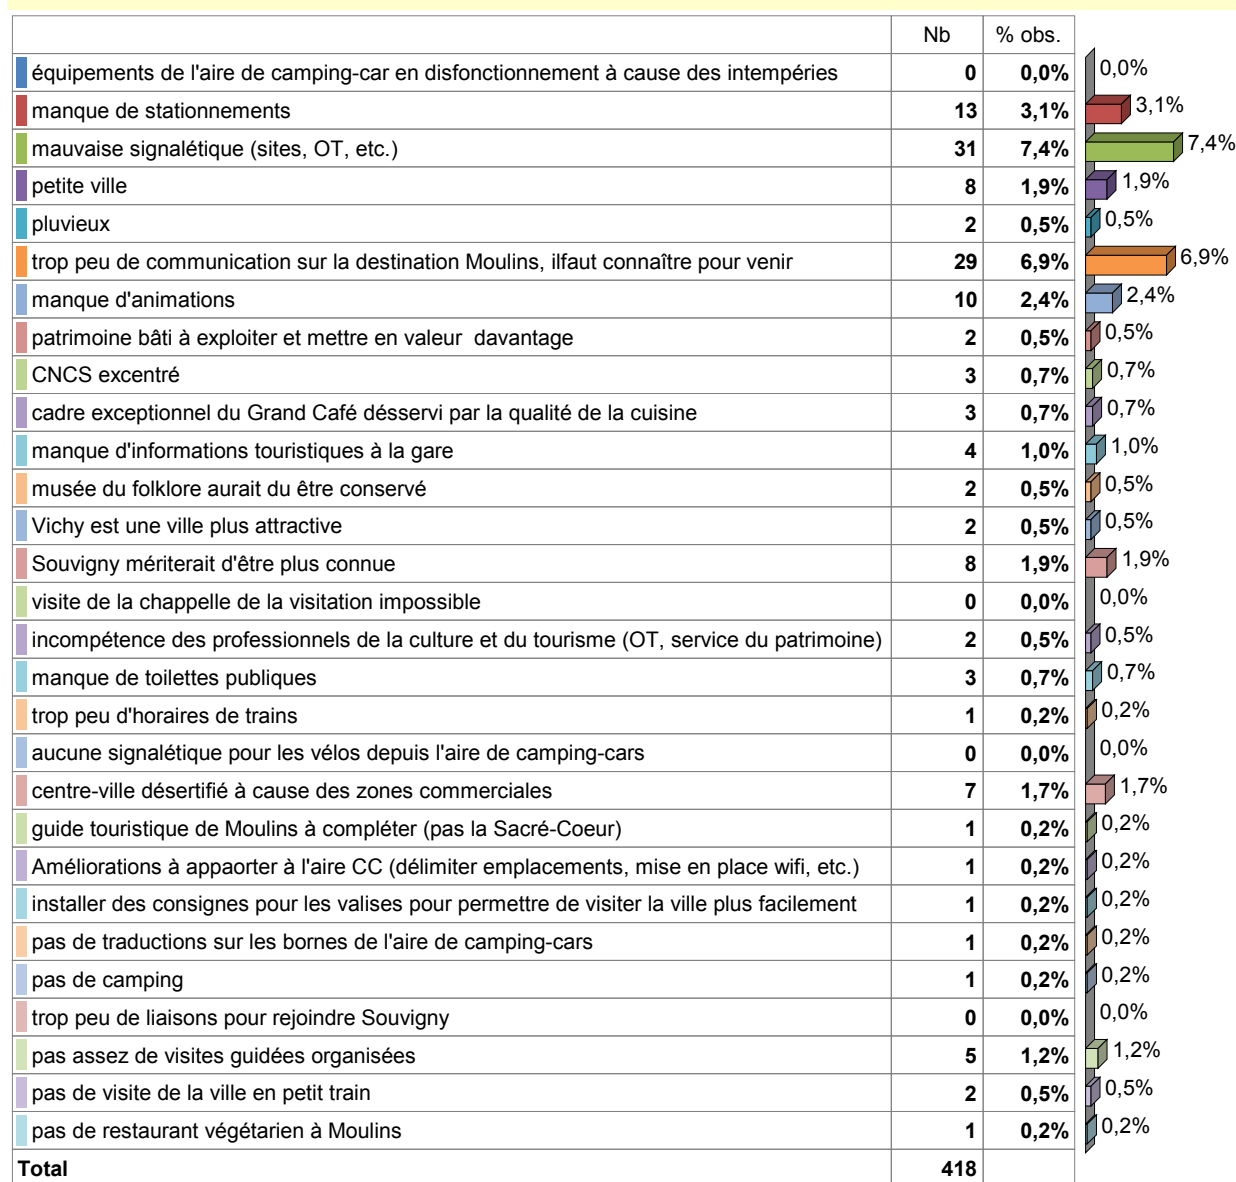 Nb % obs.
équipements de l'aire de camping-car en disfonctionnement à cause des intempéries 0 0,0% 0,0%
manque de stationnements 13 3,1% 3,1%
mauvaise signalétique (sites, OT, etc.) 31 7,4% 7,4%
petite ville 8 1,9% 1,9%
pluvieux 2 0,5% 0,5%
trop peu de communication sur la destination Moulins, ilfaut connaître pour venir 29 6,9% 6,9%
manque d'animations 10 2,4% 2,4%
patrimoine bâti à exploiter et mettre en valeur davantage 2 0,5% 0,5%
CNCS excentré 3 0,7% 0,7%
cadre exceptionnel du Grand Café désservi par la qualité de la cuisine 3 0,7% 0,7%
manque d'informations touristiques à la gare 4 1,0% 1,0%
musée du folklore aurait du être conservé 2 0,5% 0,5%
Vichy est une ville plus attractive 2 0,5% 0,5%
Souvigny mériterait d'être plus connue 8 1,9% 1,9%
visite de la chappelle de la visitation impossible 0 0,0% 0,0%
incompétence des professionnels de la culture et du tourisme (OT, service du patrimoine) 2 0,5% 0,5%
manque de toilettes publiques 3 0,7% 0,7%
trop peu d'horaires de trains 1 0,2% 0,2%
aucune signalétique pour les vélos depuis l'aire de camping-cars 0 0,0% 0,0%
centre-ville désertifié à cause des zones commerciales 7 1,7% 1,7%
guide touristique de Moulins à compléter (pas la Sacré-Coeur) 1 0,2% 0,2%
Améliorations à appaorter à l'aire CC (délimiter emplacements, mise en place wifi, etc.) 1 0,2% 0,2%
installer des consignes pour les valises pour permettre de visiter la ville plus facilement 1 0,2% 0,2%
pas de traductions sur les bornes de l'aire de camping-cars 1 0,2% 0,2%
pas de camping 1 0,2% 0,2%
trop peu de liaisons pour rejoindre Souvigny 0 0,0% 0,0%
pas assez de visites guidées organisées 5 1,2% 1,2%
pas de visite de la ville en petit train 2 0,5% 0,5%
pas de restaurant végétarien à Moulins 1 0,2% 0,2%
Total 418